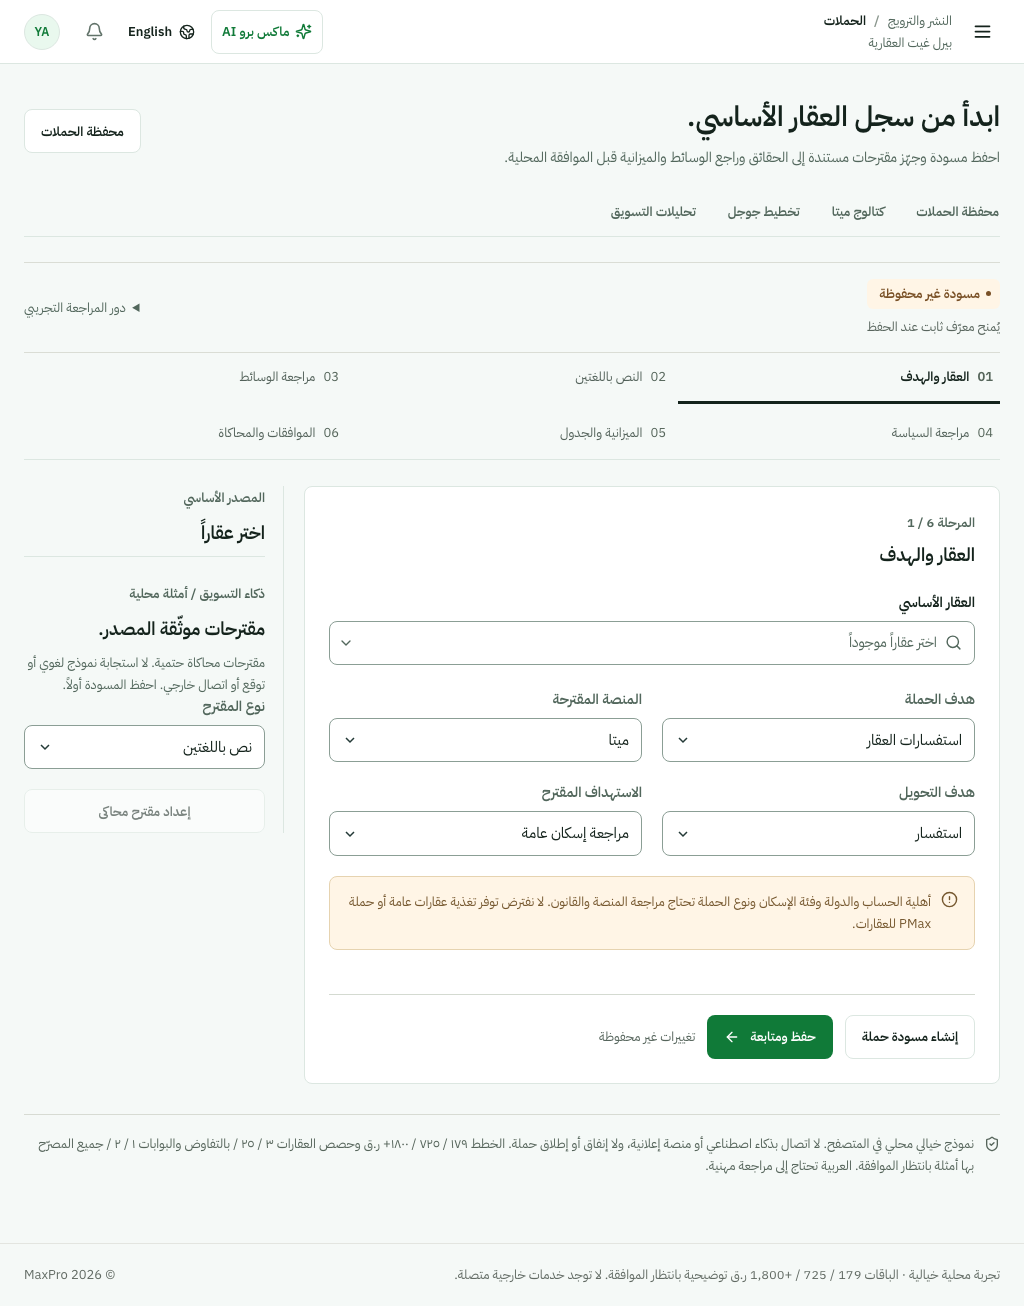 النشر والترويج / الحملات
بيرل غيت العقارية
ماكس برو AI
English
YA
ابدأ من سجل العقار الأساسي.
احفظ مسودة وجهّز مقترحات مستندة إلى الحقائق وراجع الوسائط والميزانية قبل الموافقة المحلية.
محفظة الحملات
محفظة الحملات
كتالوج ميتا
تخطيط جوجل
تحليلات التسويق
مسودة غير محفوظة
يُمنح معرّف ثابت عند الحفظ
دور المراجعة التجريبي
01 العقار والهدف
02 النص باللغتين
03 مراجعة الوسائط
04 مراجعة السياسة
05 الميزانية والجدول
06 الموافقات والمحاكاة
المرحلة 6 / 1
العقار والهدف
العقار الأساسي
اختر عقاراً موجوداً
هدف الحملة
المنصة المقترحة
استفسارات العقار
ميتا
هدف التحويل
الاستهداف المقترح
استفسار
مراجعة إسكان عامة
أهلية الحساب والدولة وفئة الإسكان ونوع الحملة تحتاج مراجعة المنصة والقانون. لا نفترض توفر تغذية عقارات عامة أو حملة
PMax للعقارات.
إنشاء مسودة حملة
حفظ ومتابعة
تغييرات غير محفوظة
المصدر الأساسي
اختر عقاراً
ذكاء التسويق / أمثلة محلية
مقترحات موثّقة المصدر.
مقترحات محاكاة حتمية. لا استجابة نموذج لغوي أو
توقع أو اتصال خارجي. احفظ المسودة أولاً.
نوع المقترح
نص باللغتين
إعداد مقترح محاكى
نموذج خيالي محلي في المتصفح. لا اتصال بذكاء اصطناعي أو منصة إعلانية، ولا إنفاق أو إطلاق حملة. الخطط ١٧٩ / ٧٢٥ / ١٨٠٠+ ر.ق وحصص العقارات ٣ / ٢٥ / بالتفاوض والبوابات ١ / ٢ / جميع المصرّح
بها أمثلة بانتظار الموافقة. العربية تحتاج إلى مراجعة مهنية.
تجربة محلية خيالية · الباقات 179 / 725 / +1,800 ر.ق توضيحية بانتظار الموافقة. لا توجد خدمات خارجية متصلة.
© 2026 MaxPro